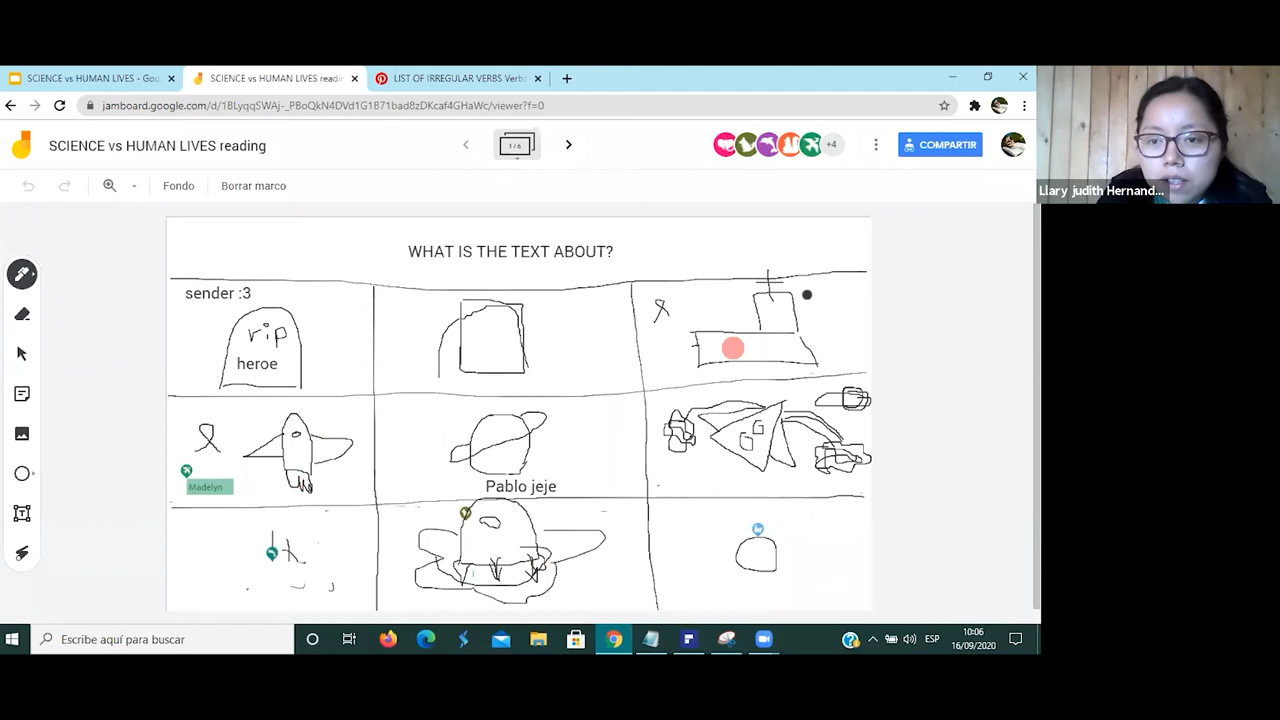 SCIENCE vs HUMAN LIVES - Goo
SCIENCE vs HUMAN LIVES readi
LIST OF IRREGULAR VERBS Verbs
jamboard.google.com/d/1BLyqqSWAj-_PBoQkN4DVd1G1B71bad8zDKcaf4GHaWc/viewer?f=0
SCIENCE vs HUMAN LIVES reading
1/6
+4
COMPARTIR
Llary judith Hernand...
Fondo
Borrar marco
WHAT IS THE TEXT ABOUT?
sender :3
rip
heroe
Madelyn
Pablo jeje
Escribe aquí para buscar
ESP
10:06
16/09/2020